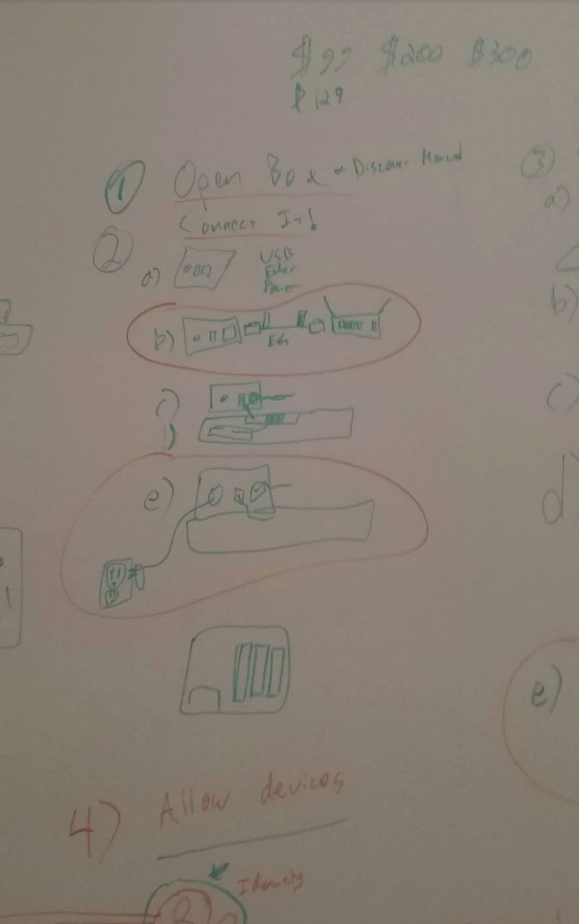 $99 $200 $300
$129
1 Open Box & Discover Manual
Connect It!
2
a) USB
Ether
Power
b) Eth
c)
e)
4) Allow devices
Identity
3
a)
b)
c)
d)
e)